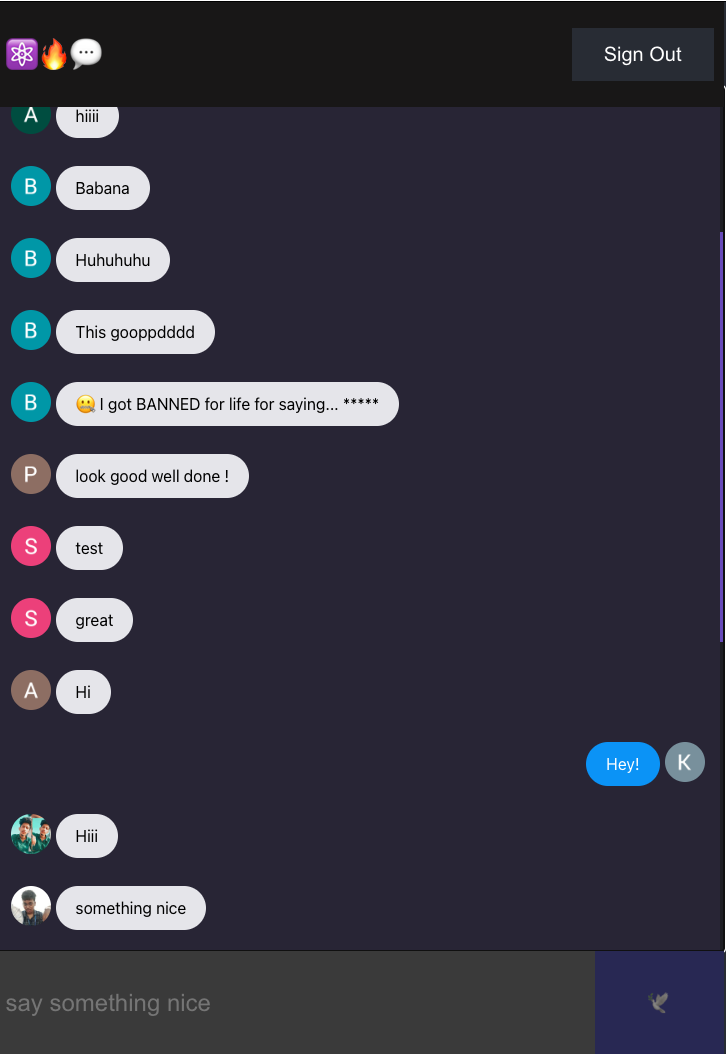 ⚛️🔥💬
Sign Out
A hiiii
B Babana
B Huhuhuhu
B This gooppdddd
B 🤐 I got BANNED for life for saying... *****
P look good well done !
S test
S great
A Hi
Hey! K
Hiii
something nice
say something nice 🕊️